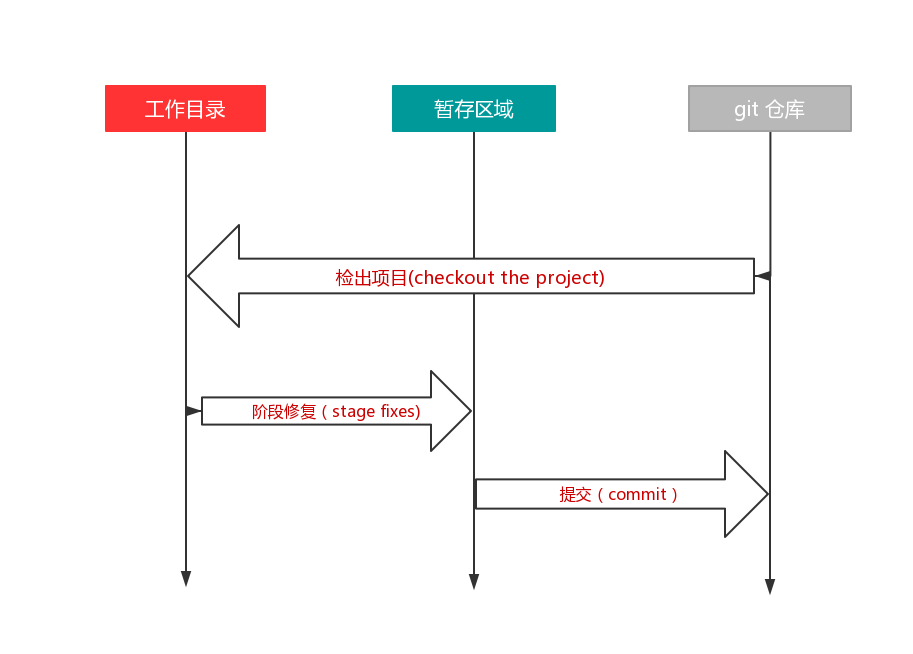 工作目录
暂存区域
git 仓库
检出项目(checkout the project)
阶段修复（stage fixes)
提交（commit）